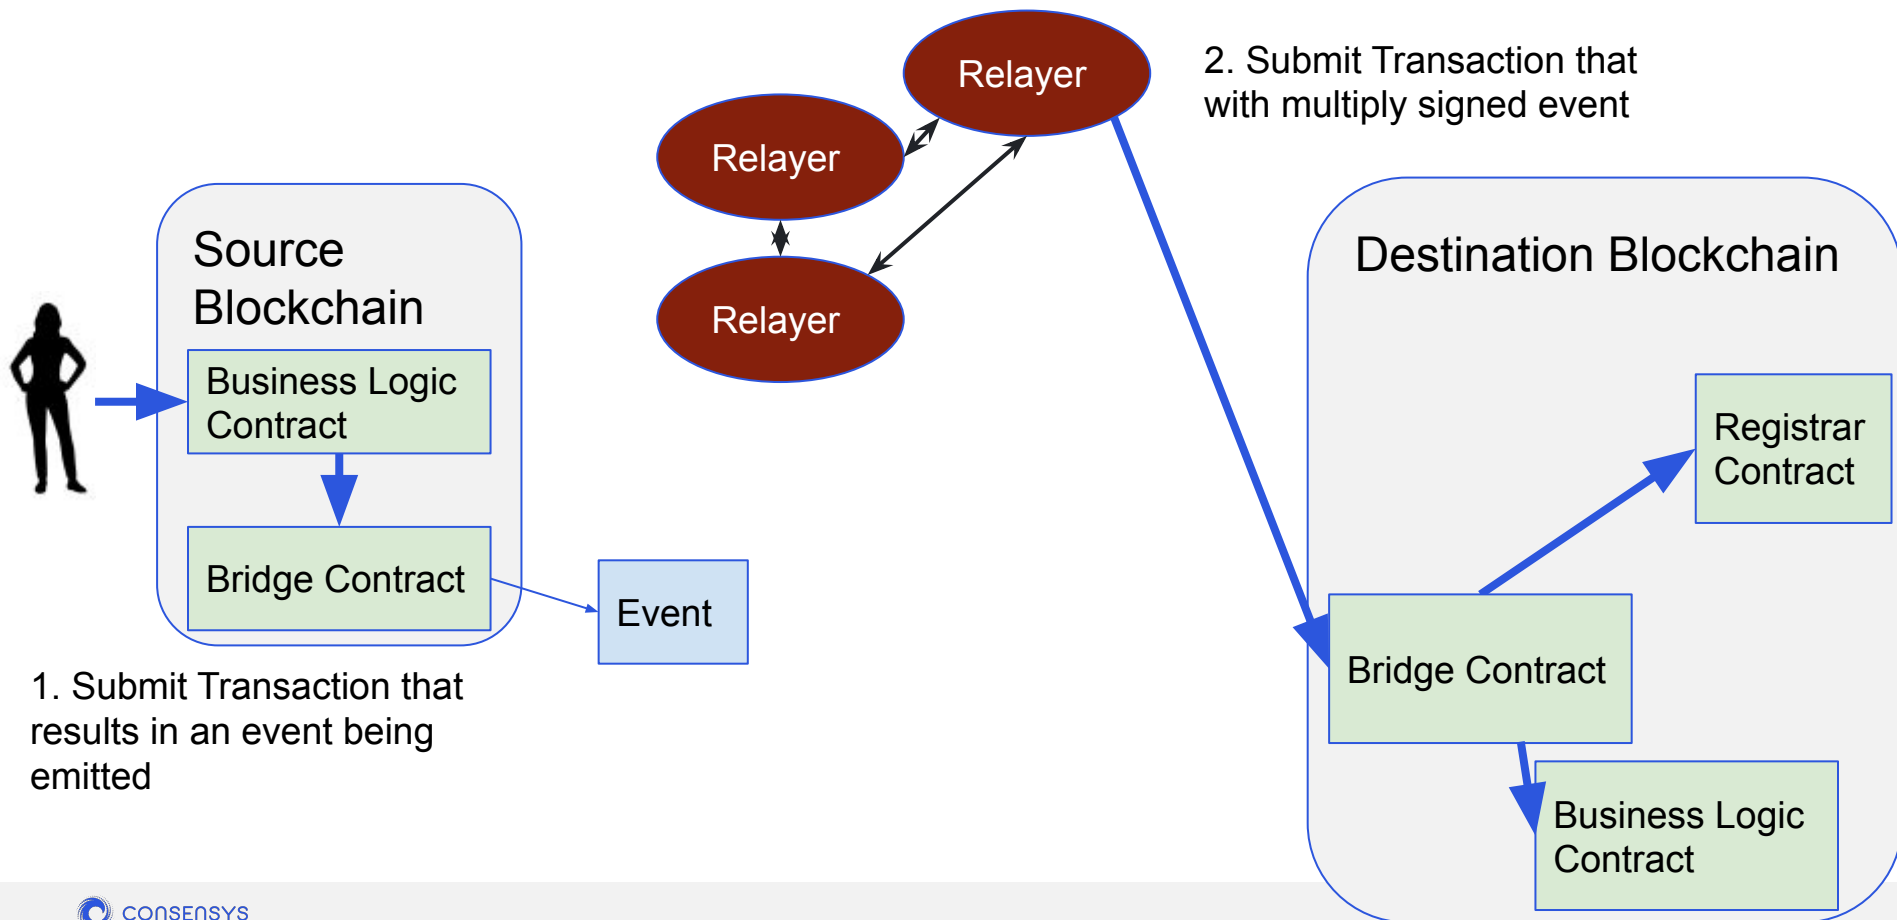 Relayer
2. Submit Transaction that
with multiply signed event
Relayer
Source
Blockchain
Destination Blockchain
Relayer
Business Logic
Contract
Registrar
Contract
Bridge Contract
Event
Bridge Contract
1. Submit Transaction that
results in an event being
emitted
Business Logic
Contract
CONSENSYS